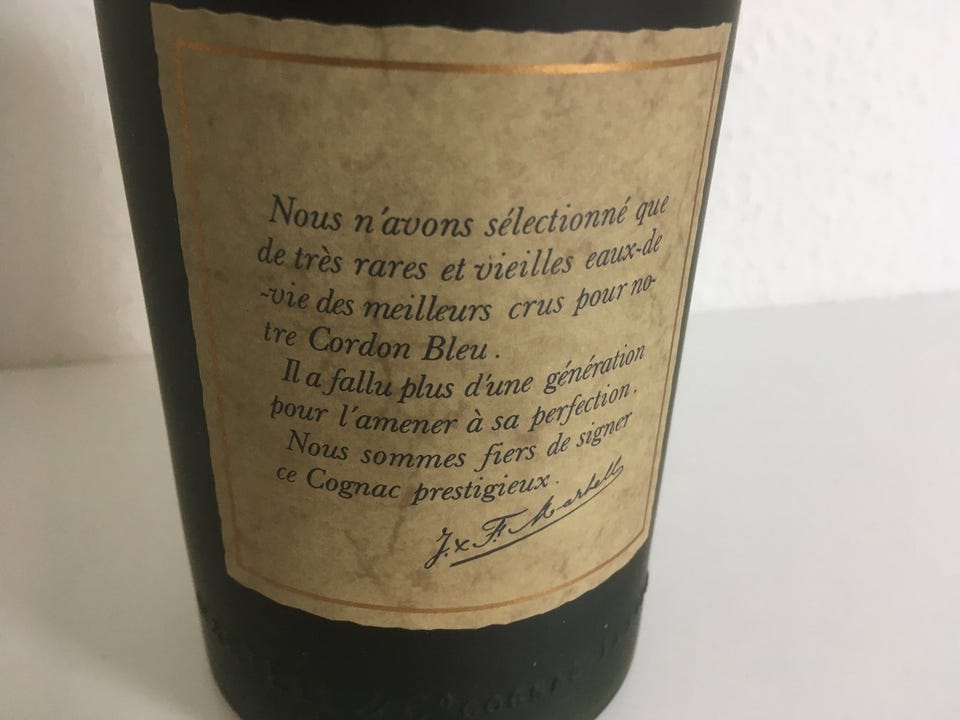 Nous n'avons sélectionné que
de très rares et vieilles eaux-de
-vie des meilleurs crus pour no-
tre Cordon Bleu.
Il a fallu plus d'une génération
pour l'amener à sa perfection.
Nous sommes fiers de signer
ce Cognac prestigieux.
J. & F. Martell